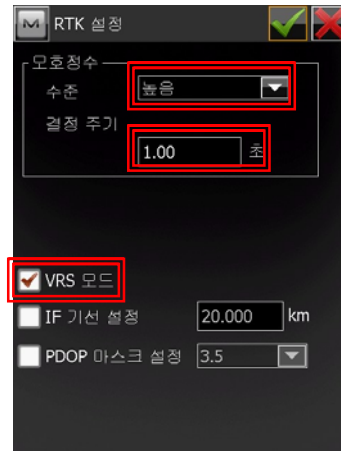 RTK 설정
모호정수
수준 높음
결정 주기
1.00 초
VRS 모드
IF 기선 설정 20.000 km
PDOP 마스크 설정 3.5